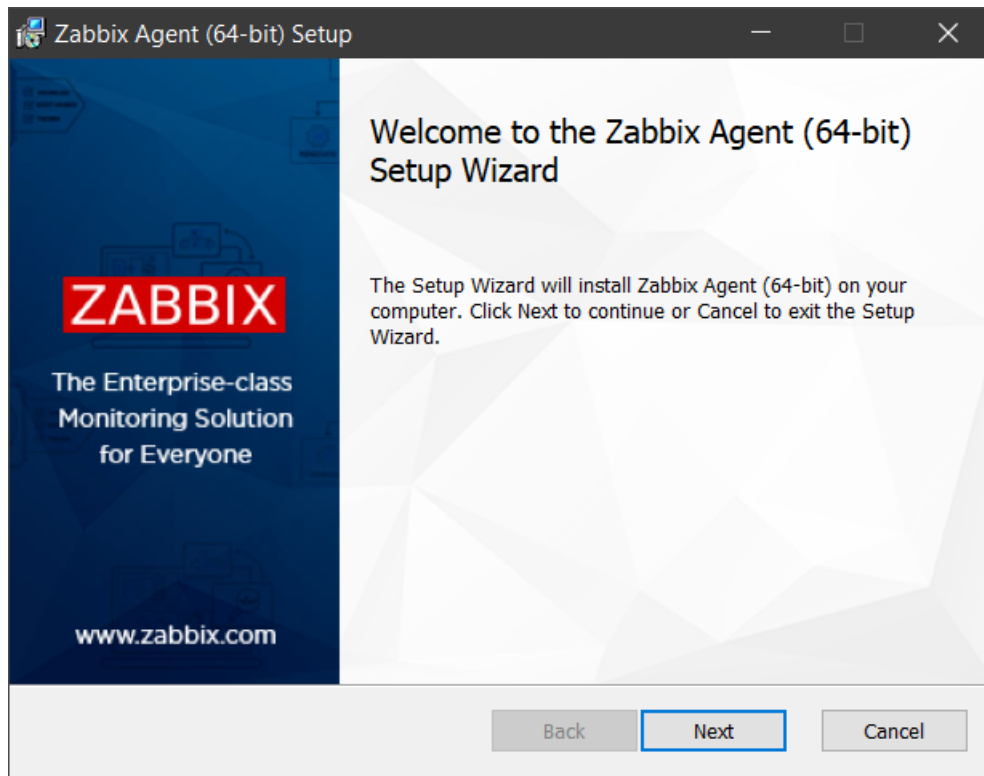 Zabbix Agent (64-bit) Setup
Welcome to the Zabbix Agent (64-bit)
Setup Wizard
The Setup Wizard will install Zabbix Agent (64-bit) on your
computer. Click Next to continue or Cancel to exit the Setup
Wizard.
ZABBIX
The Enterprise-class
Monitoring Solution
for Everyone
www.zabbix.com
Back
Next
Cancel